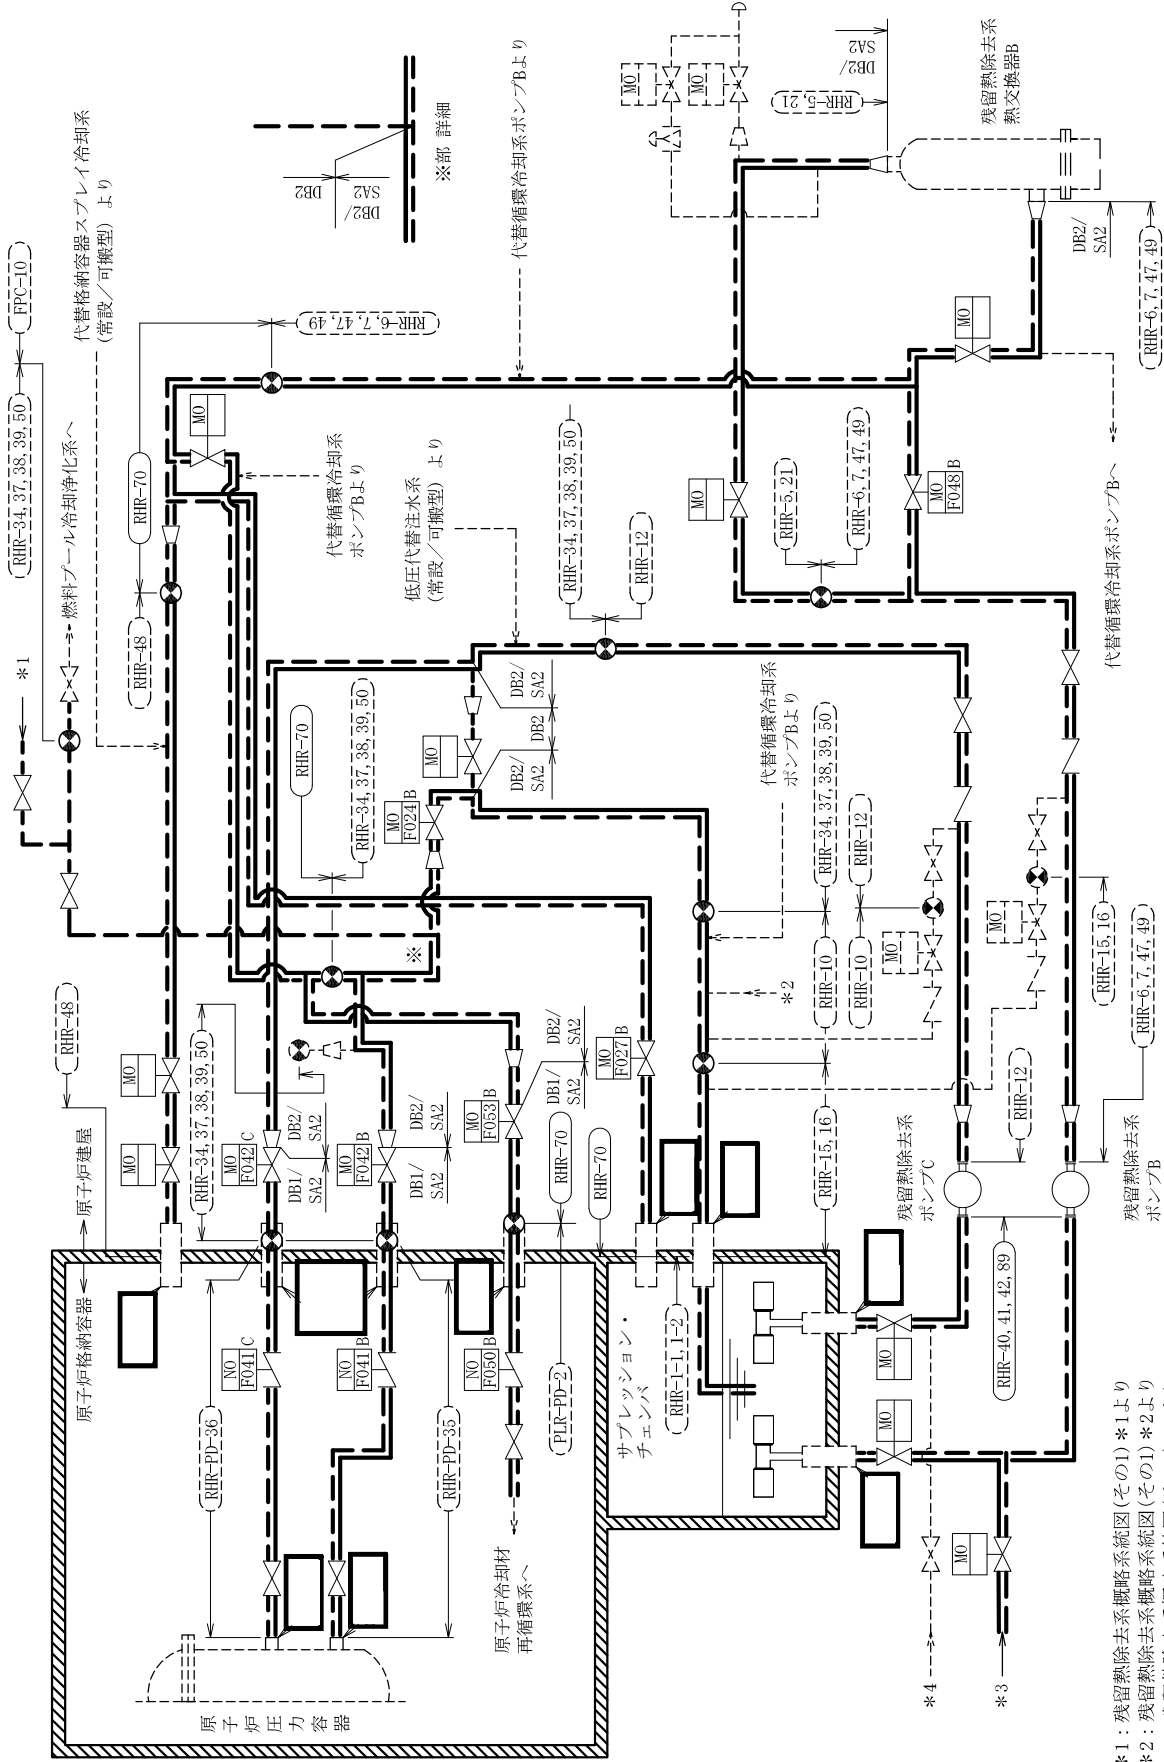 RHR-34, 37, 38, 39, 50
FPC-10
*1
燃料プール冷却浄化系へ
代替格納容器スプレイ冷却系
(常設／可搬型) より
RHR-70
RHR-48
RHR-6, 7, 47, 49
MO
代替循環冷却系
ポンプBより
低圧代替注水系
(常設／可搬型) より
代替循環冷却系ポンプBより
DB2
DB2/
SA2
※部 詳細
MO
MO
RHR-5, 21
DB2/
SA2
残留熱除去系
熱交換器B
DB2/
SA2
RHR-6, 7, 47, 49
MO
代替循環冷却系ポンプBへ
MO
F048
B
MO
RHR-5, 21
RHR-6, 7, 47, 49
RHR-34, 37, 38, 39, 50
RHR-12
RHR-70
RHR-34, 37, 38, 39, 50
MO
DB2/
SA2
DB2
DB2/
SA2
MO
F024
B
※
代替循環冷却系
ポンプBより
RHR-34, 37, 38, 39, 50
RHR-10
RHR-12
RHR-10
*2
MO
MO
RHR-15, 16
RHR-6, 7, 47, 49
RHR-12
RHR-15, 16
残留熱除去系
ポンプC
残留熱除去系
ポンプB
RHR-40, 41, 42, 89
RHR-48
原子炉建屋
原子炉格納容器
MO
MO
RHR-34, 37, 38, 39, 50
MO
F042
C
DB1/
SA2
DB2/
SA2
MO
F042
B
DB1/
SA2
DB2/
SA2
MO
F053
B
DB1/
SA2
DB2/
SA2
MO
F027
B
RHR-70
PLR-PD-2
RHR-70
RHR-1-1, 1-2
サプレッション・
チェンバ
NO
F041
C
NO
F041
B
NO
F050
B
RHR-PD-36
RHR-PD-35
原子炉冷却材
再循環系へ
原子炉圧力容器
MO
MO
MO
*4
*3
*1：残留熱除去系概略系統図(その1) *1より
*2：残留熱除去系概略系統図(その1) *2より